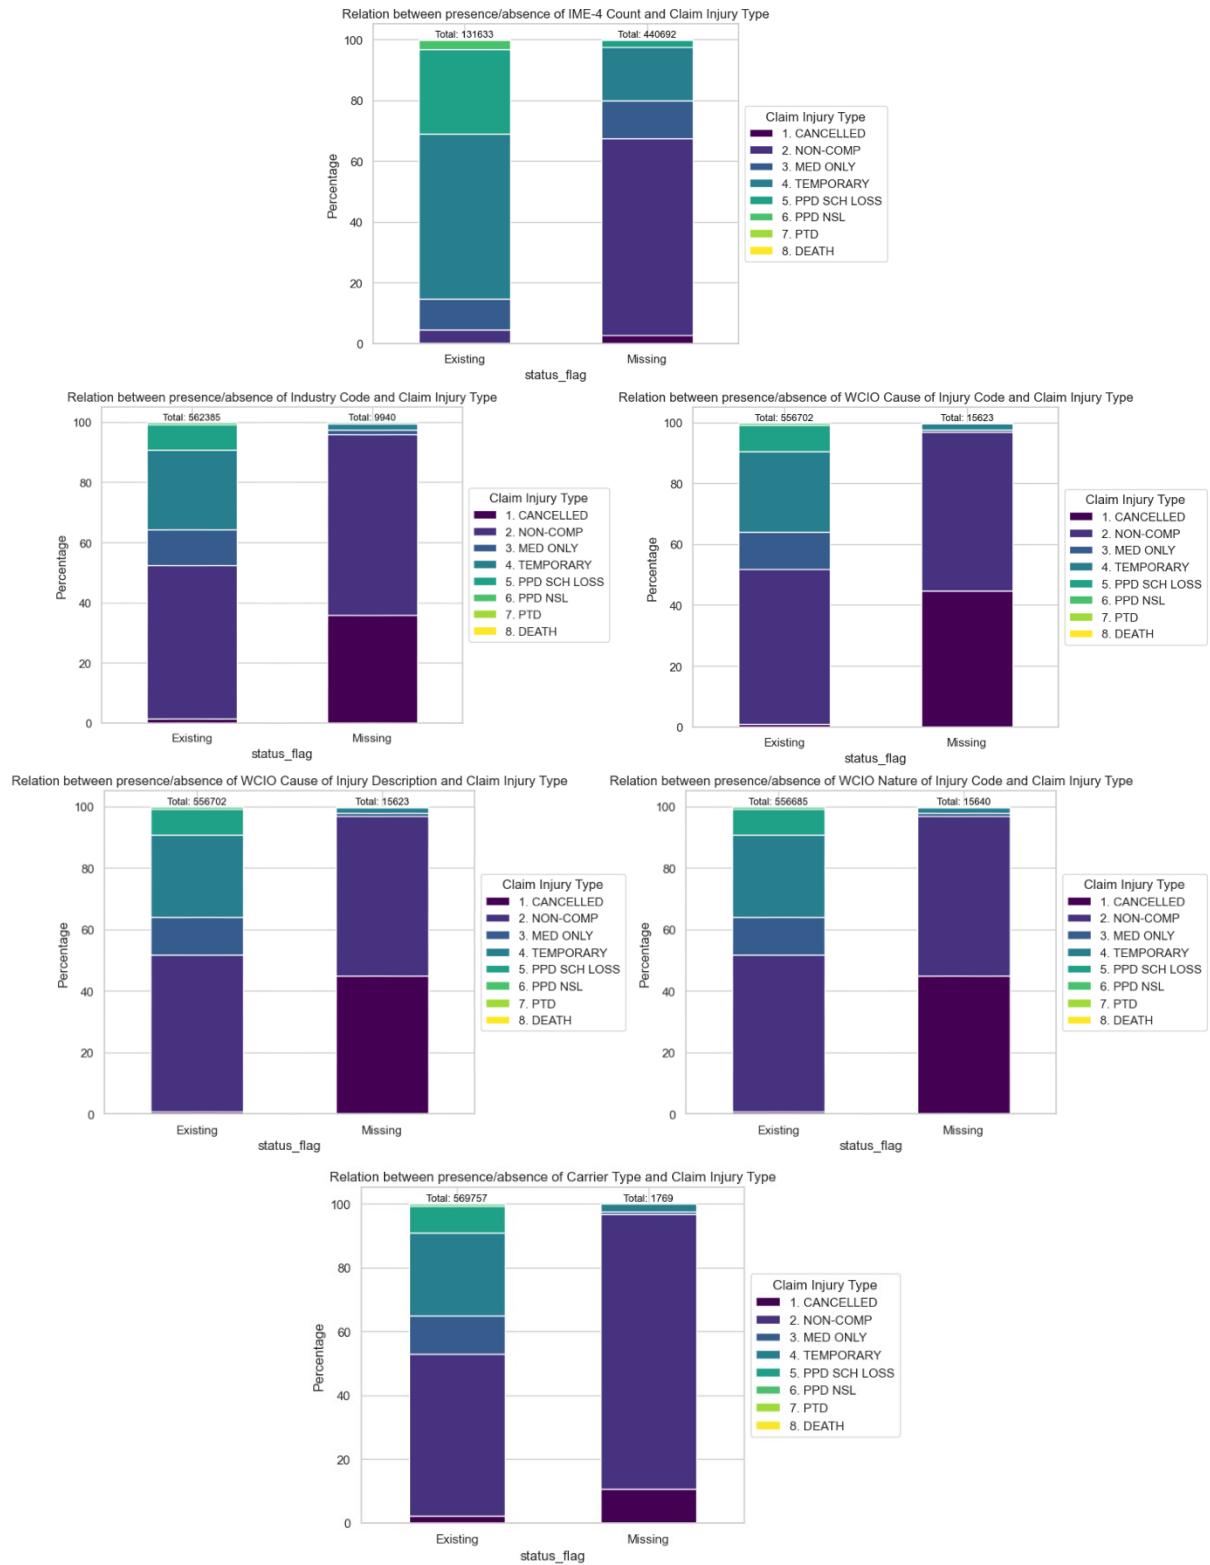 Relation between presence/absence of IME-4 Count and Claim Injury Type
Total: 131633
Total: 440692
100
80
60
40
20
0
Percentage
Existing
Missing
status_flag
Claim Injury Type
1. CANCELLED
2. NON-COMP
3. MED ONLY
4. TEMPORARY
5. PPD SCH LOSS
6. PPD NSL
7. PTD
8. DEATH
Relation between presence/absence of Industry Code and Claim Injury Type
Total: 562385
Total: 9940
100
80
60
40
20
0
Percentage
Existing
Missing
status_flag
Claim Injury Type
1. CANCELLED
2. NON-COMP
3. MED ONLY
4. TEMPORARY
5. PPD SCH LOSS
6. PPD NSL
7. PTD
8. DEATH
Relation between presence/absence of WCIO Cause of Injury Code and Claim Injury Type
Total: 556702
Total: 15623
100
80
60
40
20
0
Percentage
Existing
Missing
status_flag
Claim Injury Type
1. CANCELLED
2. NON-COMP
3. MED ONLY
4. TEMPORARY
5. PPD SCH LOSS
6. PPD NSL
7. PTD
8. DEATH
Relation between presence/absence of WCIO Cause of Injury Description and Claim Injury Type
Total: 556702
Total: 15623
100
80
60
40
20
0
Percentage
Existing
Missing
status_flag
Claim Injury Type
1. CANCELLED
2. NON-COMP
3. MED ONLY
4. TEMPORARY
5. PPD SCH LOSS
6. PPD NSL
7. PTD
8. DEATH
Relation between presence/absence of WCIO Nature of Injury Code and Claim Injury Type
Total: 556685
Total: 15640
100
80
60
40
20
0
Percentage
Existing
Missing
status_flag
Claim Injury Type
1. CANCELLED
2. NON-COMP
3. MED ONLY
4. TEMPORARY
5. PPD SCH LOSS
6. PPD NSL
7. PTD
8. DEATH
Relation between presence/absence of Carrier Type and Claim Injury Type
Total: 569757
Total: 1769
100
80
60
40
20
0
Percentage
Existing
Missing
status_flag
Claim Injury Type
1. CANCELLED
2. NON-COMP
3. MED ONLY
4. TEMPORARY
5. PPD SCH LOSS
6. PPD NSL
7. PTD
8. DEATH